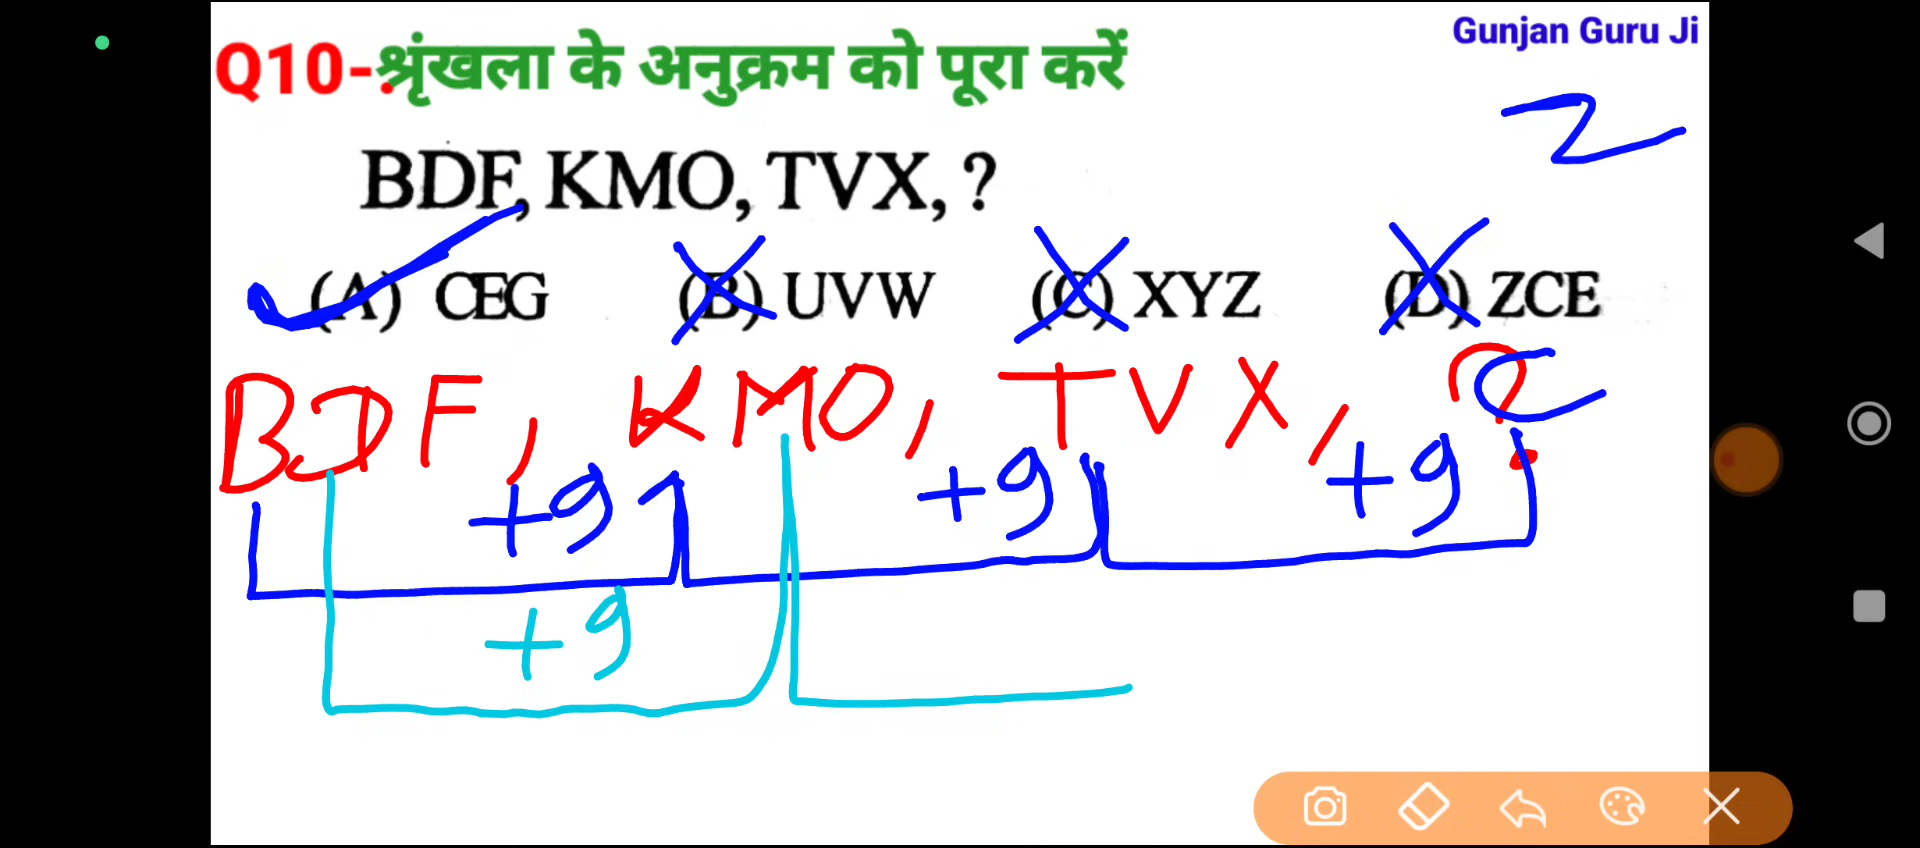 Gunjan Guru Ji
Q10-श्रृंखला के अनुक्रम को पूरा करें
2
BDF, KMO, TVX, ?
(A) CEG (B) UVW (C) XYZ (D) ZCE
BDF, KMO, TVX, ? C
+9 +9 +9
+9